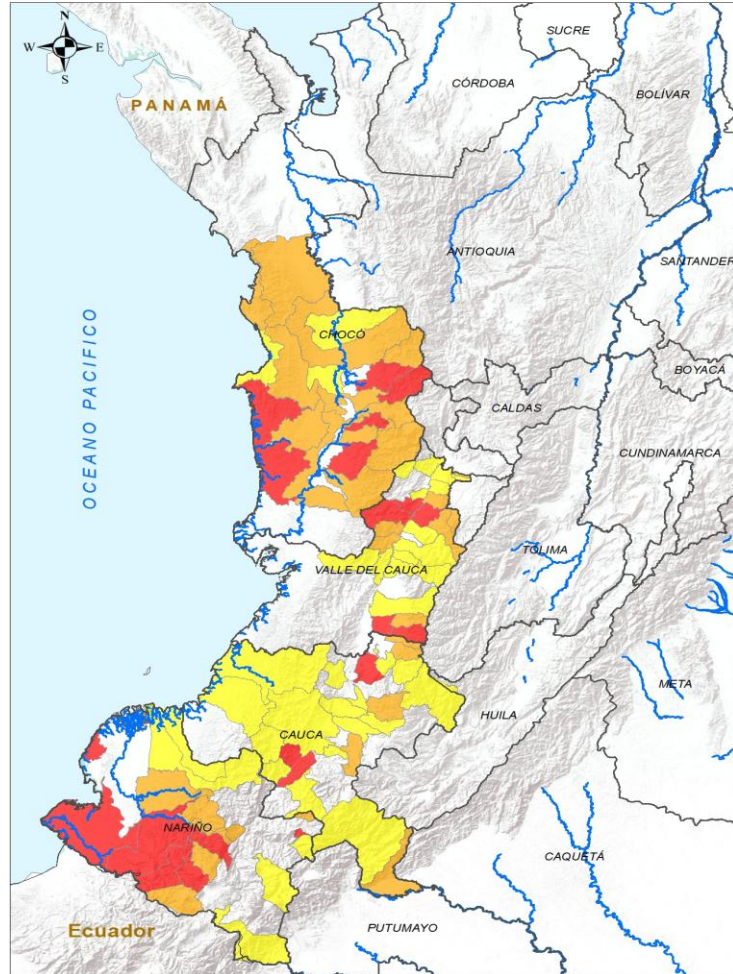 N
W E
S
SUCRE
CÓRDOBA
BOLÍVAR
PANAMÁ
ANTIOQUIA
SANTANDER
OCEANO PACIFICO
CHOCÓ
BOYACÁ
CALDAS
CUNDINAMARCA
TOLIMA
VALLE DEL CAUCA
META
HUILA
CAUCA
NARIÑO
CAQUETÁ
PUTUMAYO
Ecuador